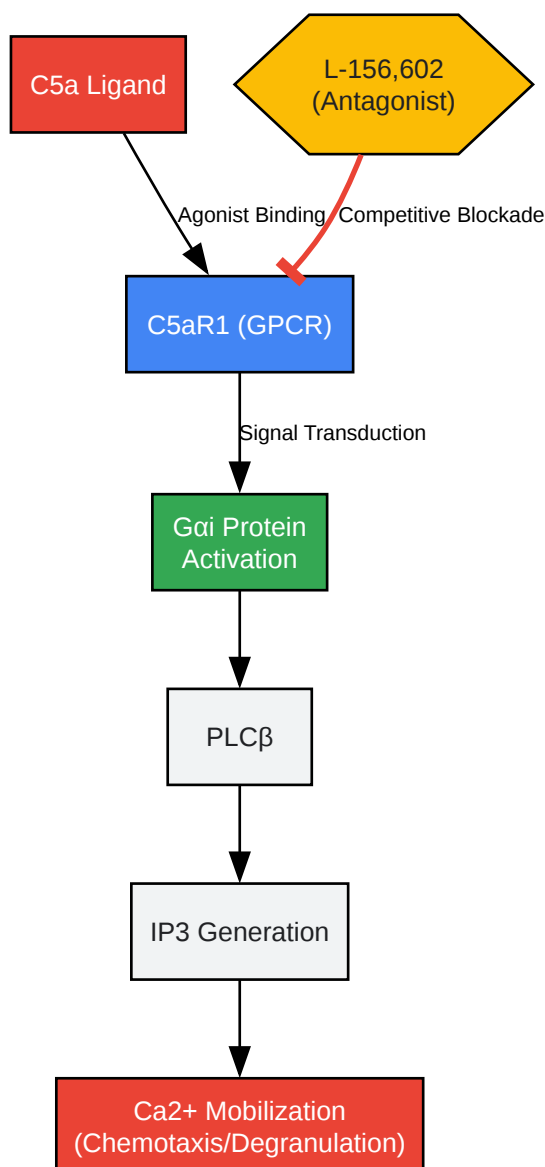 C5a Ligand
L-156,602
(Antagonist)
Agonist Binding
Competitive Blockade
C5aR1 (GPCR)
Signal Transduction
Gαi Protein
Activation
PLCβ
IP3 Generation
Ca2+ Mobilization
(Chemotaxis/Degranulation)